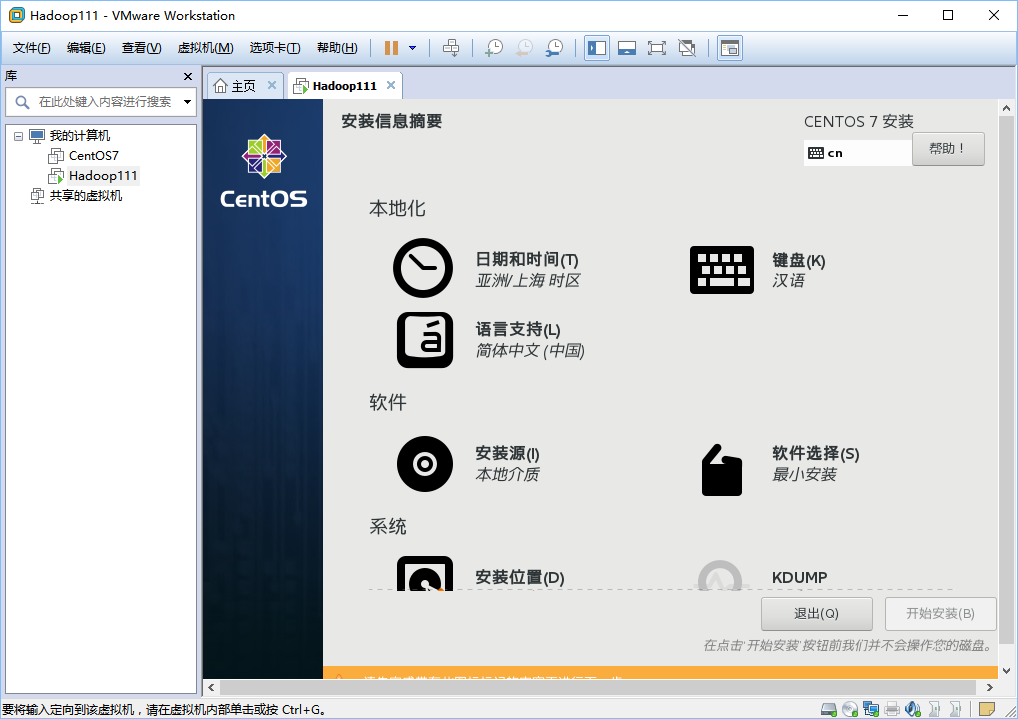 Hadoop111 - VMware Workstation
文件(F) 编辑(E) 查看(V) 虚拟机(M) 选项卡(T) 帮助(H)
库
在此处键入内容进行搜索
我的计算机
CentOS7
Hadoop111
共享的虚拟机
主页
Hadoop111
CentOS
安装信息摘要
CENTOS 7 安装
cn
帮助！
本地化
日期和时间(T)
亚洲/上海 时区
键盘(K)
汉语
语言支持(L)
简体中文 (中国)
软件
安装源(I)
本地介质
软件选择(S)
最小安装
系统
安装位置(D)
KDUMP
退出(Q)
开始安装(B)
在点击'开始安装'按钮前我们并不会操作您的磁盘。
要将输入定向到该虚拟机，请在虚拟机内部单击或按 Ctrl+G。